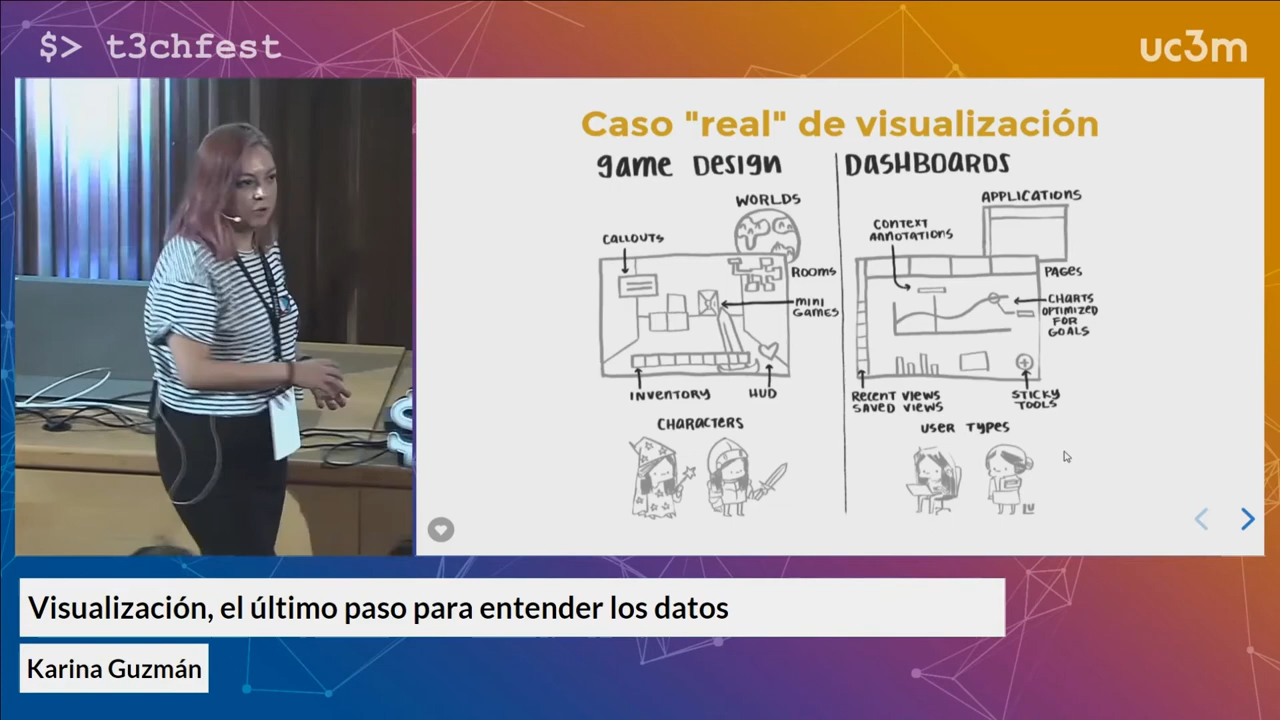 $> t3chfest
uc3m
Caso "real" de visualización
game Design
DASHBOARDS
WORLDS
CALLOUTS
ROOMS
MINI
GAMES
INVENTORY
HUD
CHARACTERS
APPLICATIONS
CONTEXT
ANNOTATIONS
PAGES
CHARTS
OPTIMIZED
FOR
GOALS
RECENT VIEWS
SAVED VIEWS
STICKY
TOOLS
USER TYPES
Visualización, el último paso para entender los datos
Karina Guzmán